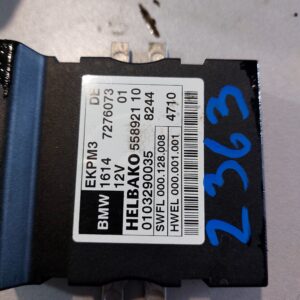 EKPM3 DE
BMW 1614 7276073
12V 01
HELBAKO 558921 10
0103290035 8244
SWFL 000.128.008
HWEL 000.001.001 4710
2363